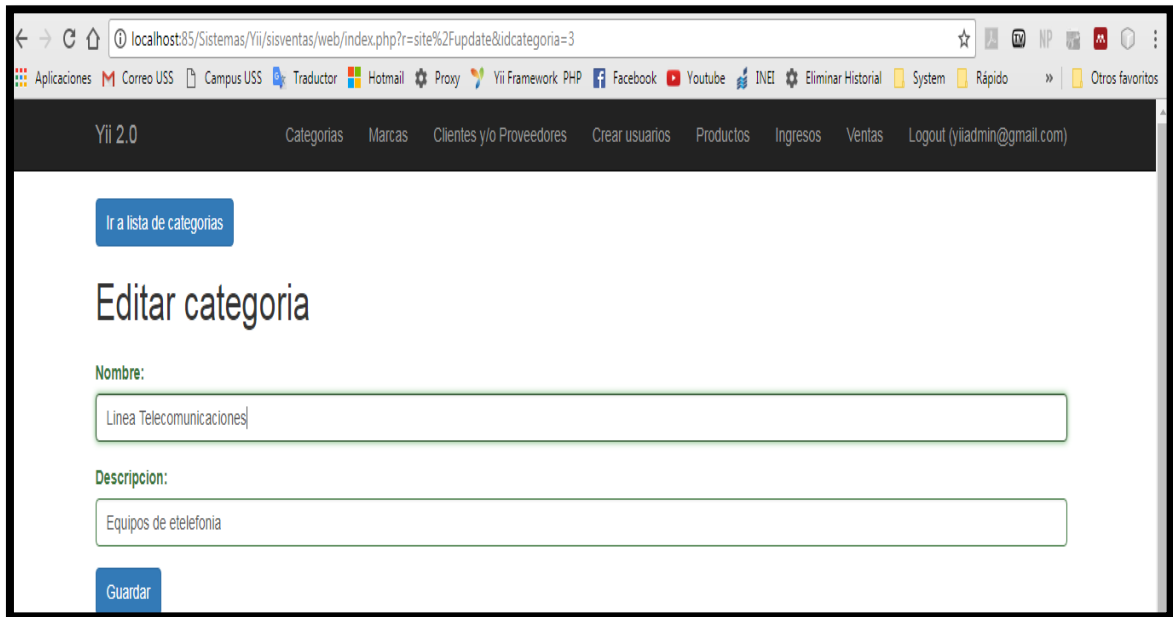 localhost:85/Sistemas/Yii/sisventas/web/index.php?r=site%2Fupdate&idcategoria=3
TV NP
Aplicaciones Correo USS Campus USS Traductor Hotmail Proxy Yii Framework PHP Facebook Youtube INEI Eliminar Historial System Rápido » Otros favoritos
Yii 2.0 Categorias Marcas Clientes y/o Proveedores Crear usuarios Productos Ingresos Ventas Logout (yiiadmin@gmail.com)
Ir a lista de categorias
Editar categoria
Nombre:
Linea Telecomunicaciones
Descripcion:
Equipos de etelefonia
Guardar